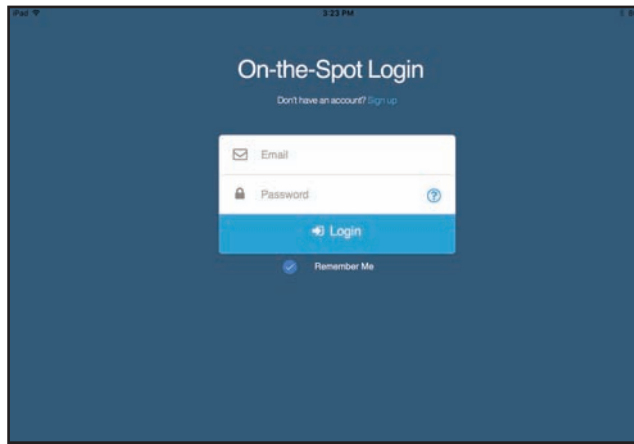 iPad 3:23 PM
On-the-Spot Login
Don't have an account? Sign up
Email
Password
?
Login
Remember Me